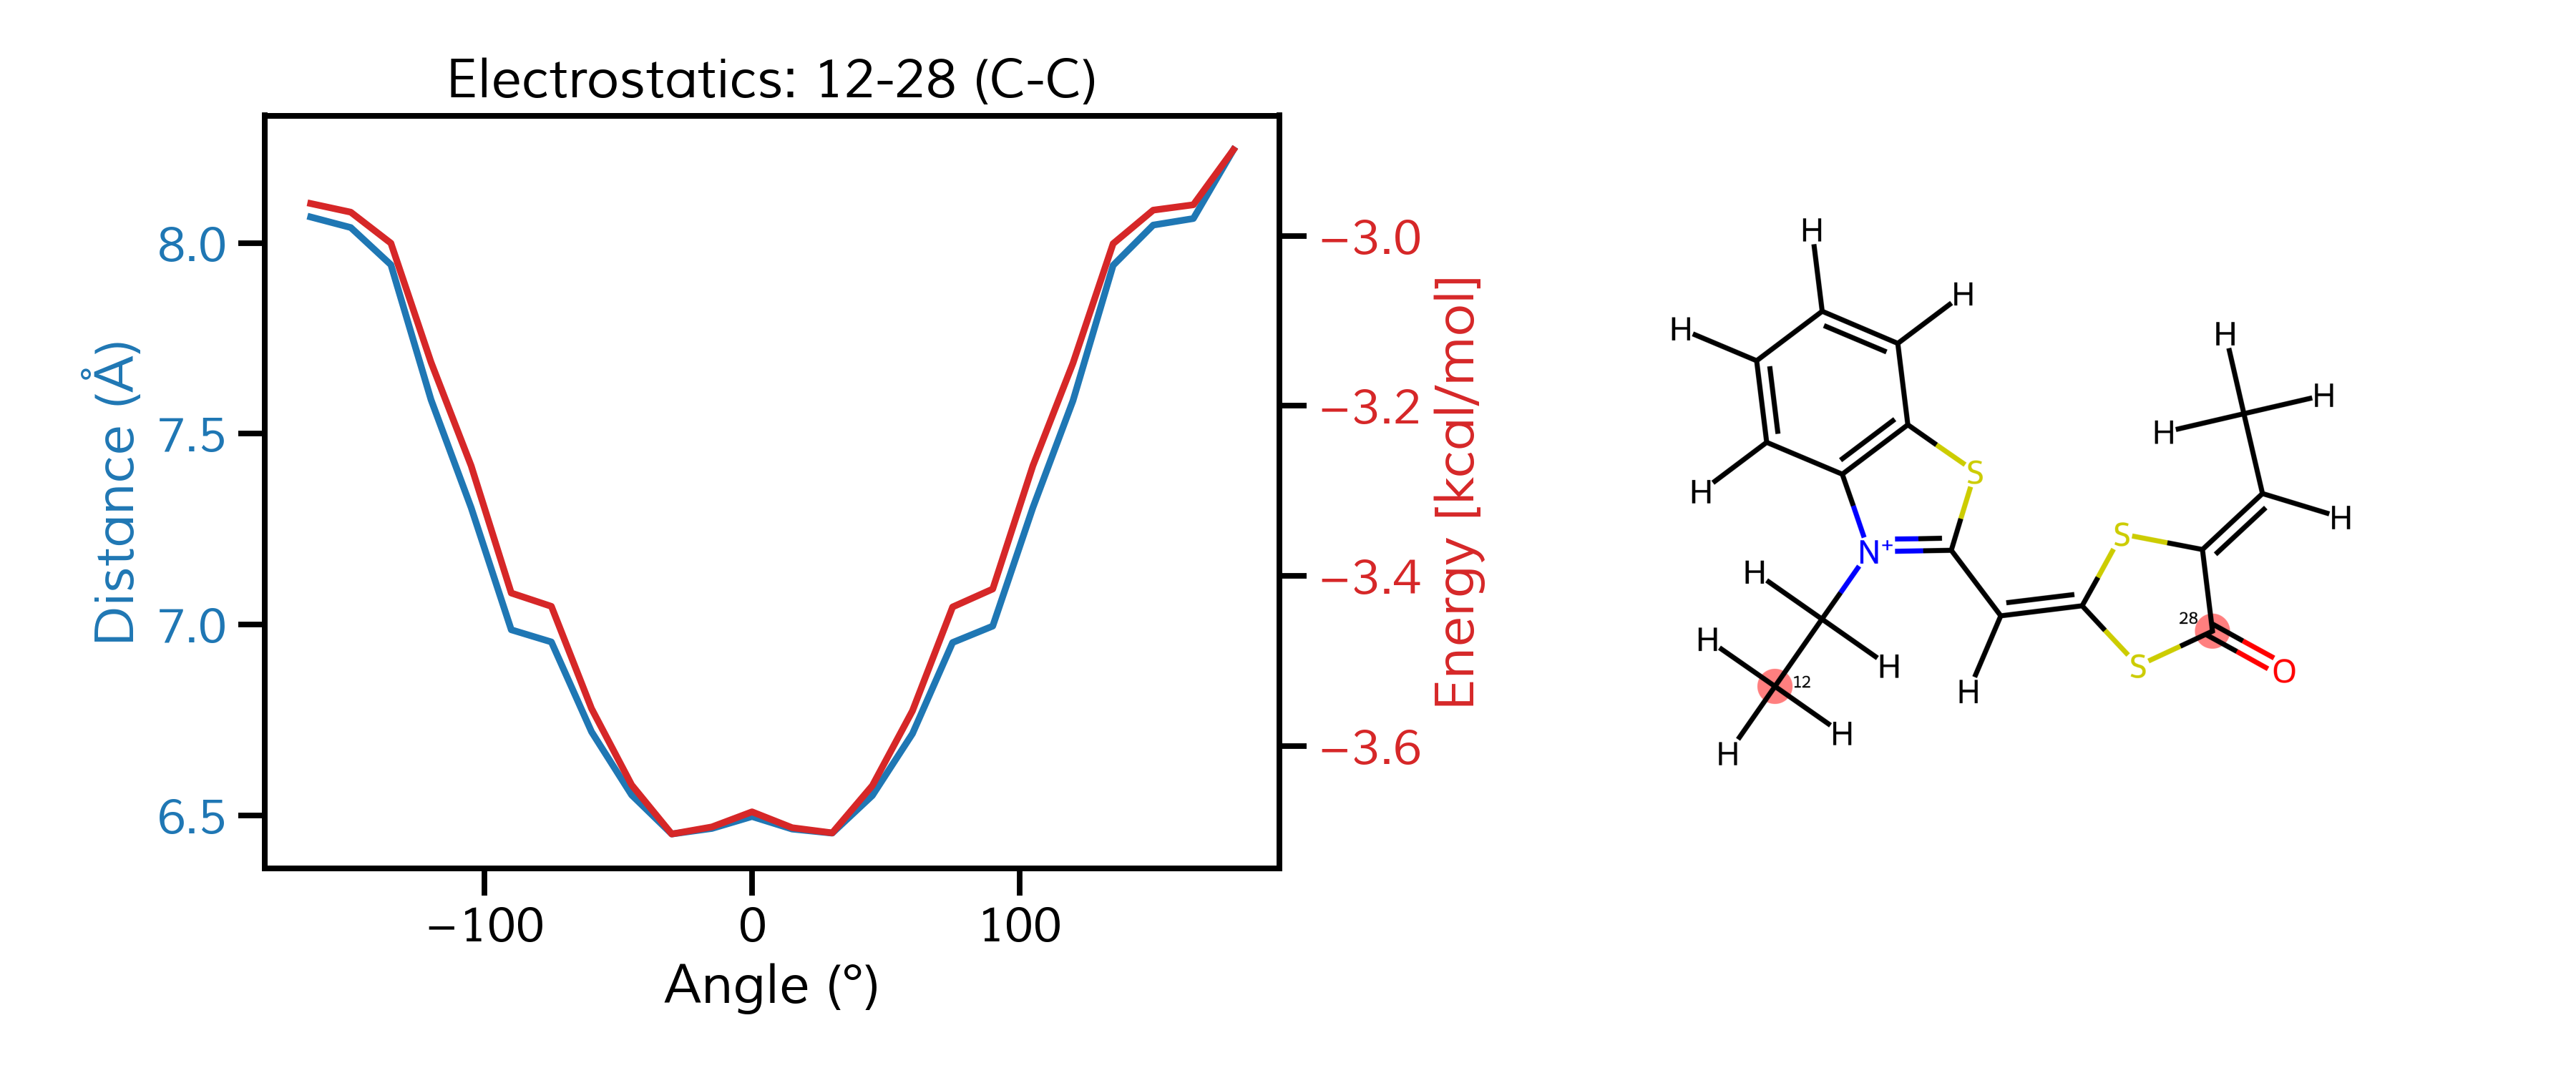 Electrostatics: 12-28 (C-C)
Distance (Å)
8.0
7.5
7.0
6.5
−100
0
100
Angle (°)
−3.0
−3.2
−3.4
−3.6
Energy [kcal/mol]
H
H
H
H
S
N+
H
H
H
H
H
12
H
S
S
28
O
H
H
H
H